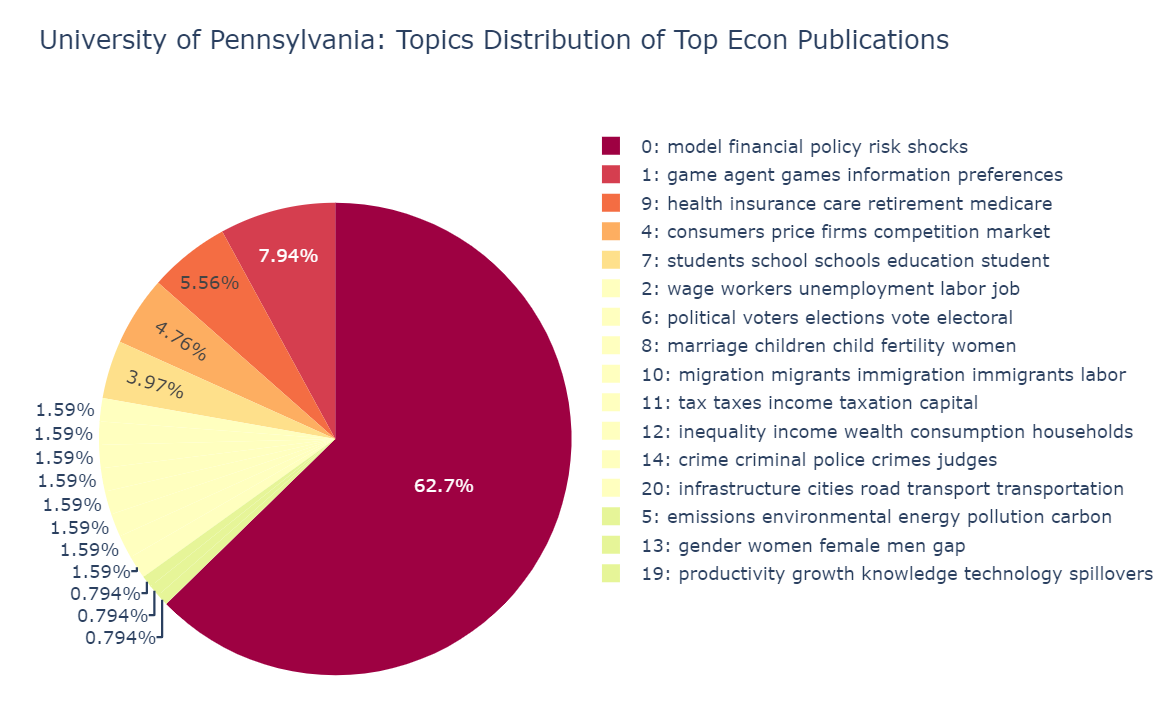 University of Pennsylvania: Topics Distribution of Top Econ Publications
0: model financial policy risk shocks
1: game agent games information preferences
9: health insurance care retirement medicare
4: consumers price firms competition market
7: students school schools education student
2: wage workers unemployment labor job
6: political voters elections vote electoral
8: marriage children child fertility women
10: migration migrants immigration immigrants labor
11: tax taxes income taxation capital
12: inequality income wealth consumption households
14: crime criminal police crimes judges
20: infrastructure cities road transport transportation
5: emissions environmental energy pollution carbon
13: gender women female men gap
19: productivity growth knowledge technology spillovers
7.94%
5.56%
4.76%
3.97%
1.59%
1.59%
1.59%
1.59%
1.59%
1.59%
1.59%
1.59%
0.794%
0.794%
0.794%
62.7%